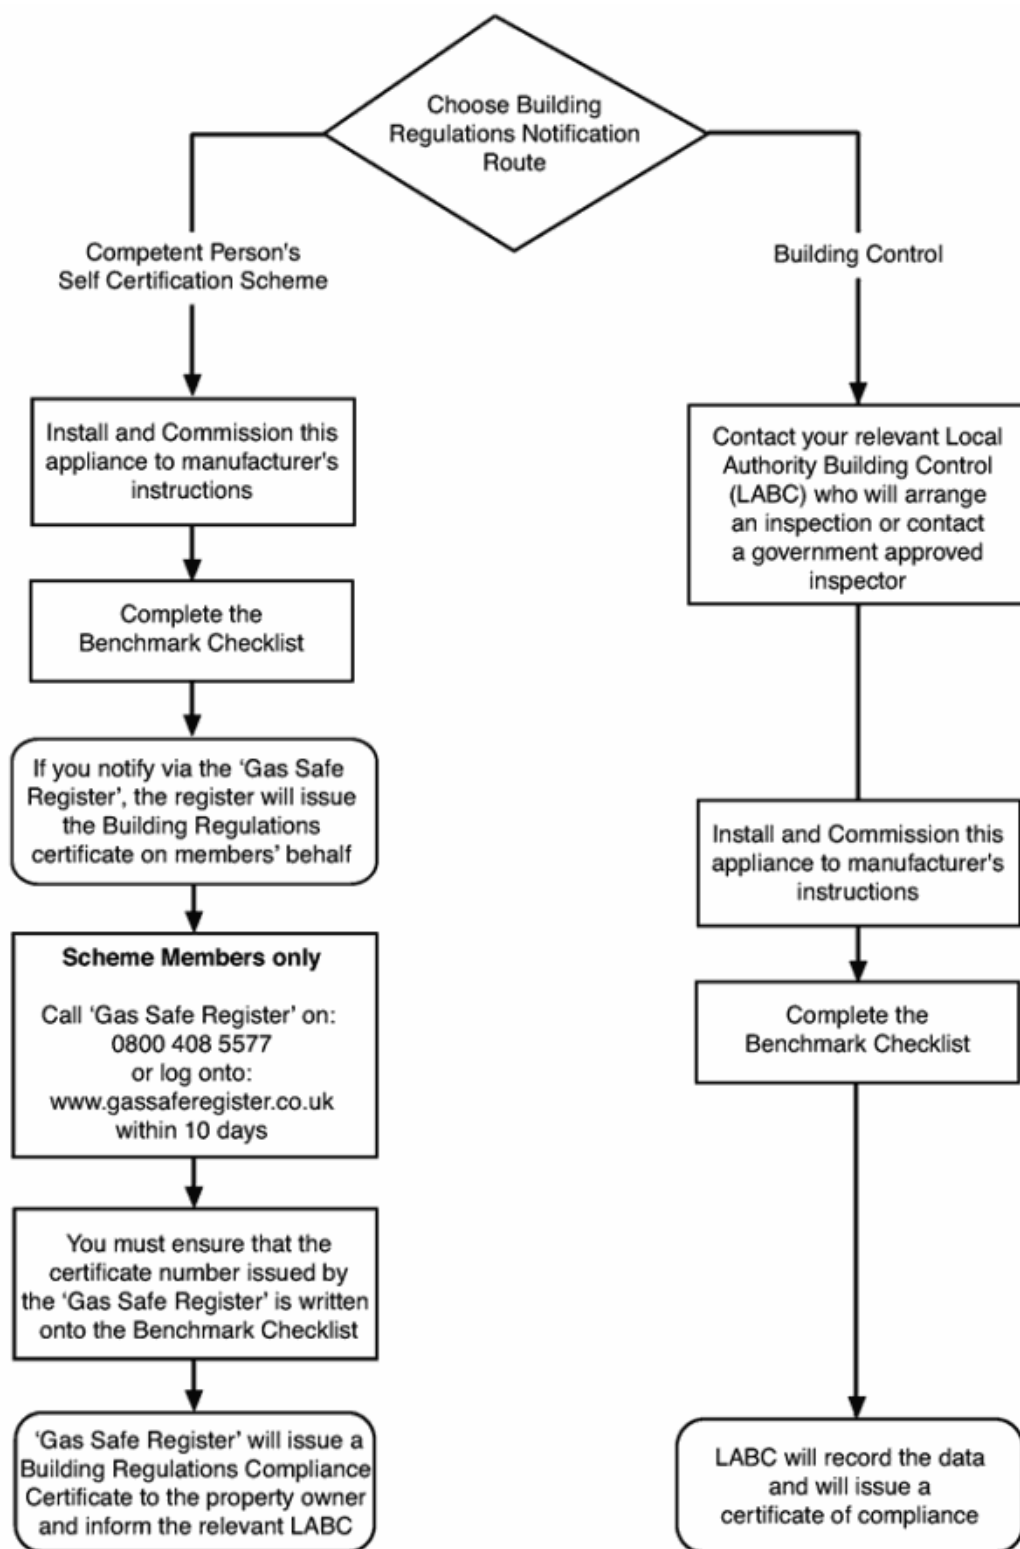 Choose Building
Regulations Notification
Route
Competent Person's
Self Certification Scheme
Building Control
Install and Commission this
appliance to manufacturer's
instructions
Complete the
Benchmark Checklist
If you notify via the ‘Gas Safe
Register’, the register will issue
the Building Regulations
certificate on members’ behalf
Scheme Members only
Call ‘Gas Safe Register’ on:
0800 408 5577
or log onto:
www.gassaferegister.co.uk
within 10 days
You must ensure that the
certificate number issued by
the ‘Gas Safe Register’ is written
onto the Benchmark Checklist
‘Gas Safe Register’ will issue a
Building Regulations Compliance
Certificate to the property owner
and inform the relevant LABC
Contact your relevant Local
Authority Building Control
(LABC) who will arrange
an inspection or contact
a government approved
inspector
Install and Commission this
appliance to manufacturer's
instructions
Complete the
Benchmark Checklist
LABC will record the data
and will issue a
certificate of compliance